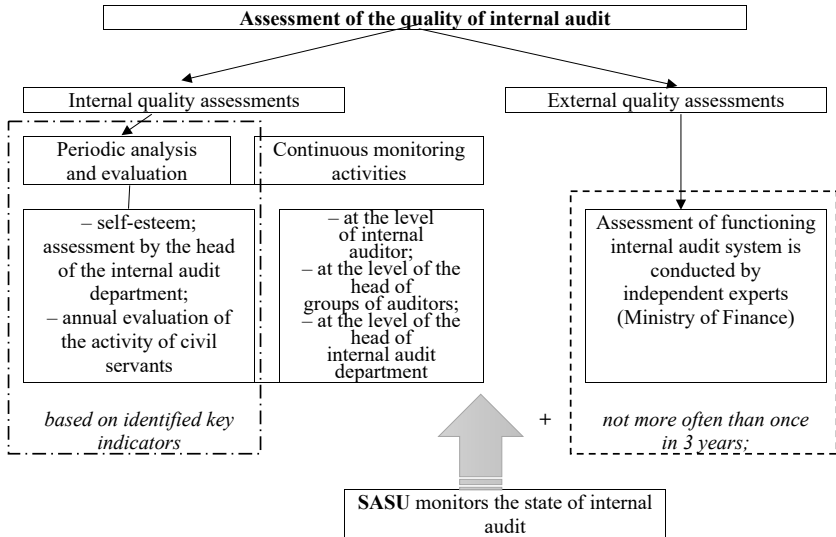 Assessment of the quality of internal audit
Internal quality assessments
External quality assessments
Periodic analysis
and evaluation
Continuous monitoring
activities
– self-esteem;
assessment by the head
of the internal audit
department;
– annual evaluation of
the activity of civil
servants
– at the level
of internal
auditor;
– at the level of the
head of
groups of auditors;
– at the level of the
head of
internal audit
department
Assessment of functioning
internal audit system is
conducted by
independent experts
(Ministry of Finance)
based on identified key
indicators
+
not more often than once
in 3 years;
SASU monitors the state of internal
audit